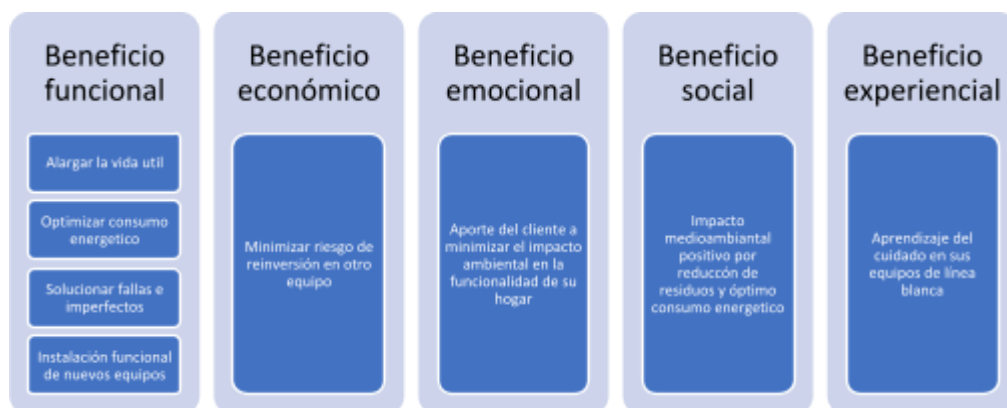 Beneficio
funcional
Alargar la vida util
Optimizar consumo
energetico
Solucionar fallas e
imperfectos
Instalación funcional
de nuevos equipos
Beneficio
económico
Minimizar riesgo de
reinversión en otro
equipo
Beneficio
emocional
Aporte del cliente a
minimizar el impacto
ambiental en la
funcionalidad de su
hogar
Beneficio
social
Impacto
medioambiantal
positivo por
reduccón de
residuos y óptimo
consumo energetico
Beneficio
experiencial
Aprendizaje del
cuidado en sus
equipos de línea
blanca